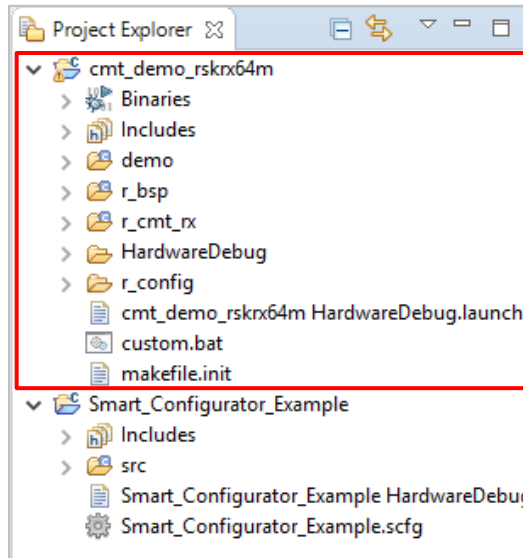 Project Explorer
cmt_demo_rskrx64m
Binaries
Includes
demo
r_bsp
r_cmt_rx
HardwareDebug
r_config
cmt_demo_rskrx64m HardwareDebug.launch
custom.bat
makefile.init
Smart_Configurator_Example
Includes
src
Smart_Configurator_Example HardwareDebug
Smart_Configurator_Example.scfg